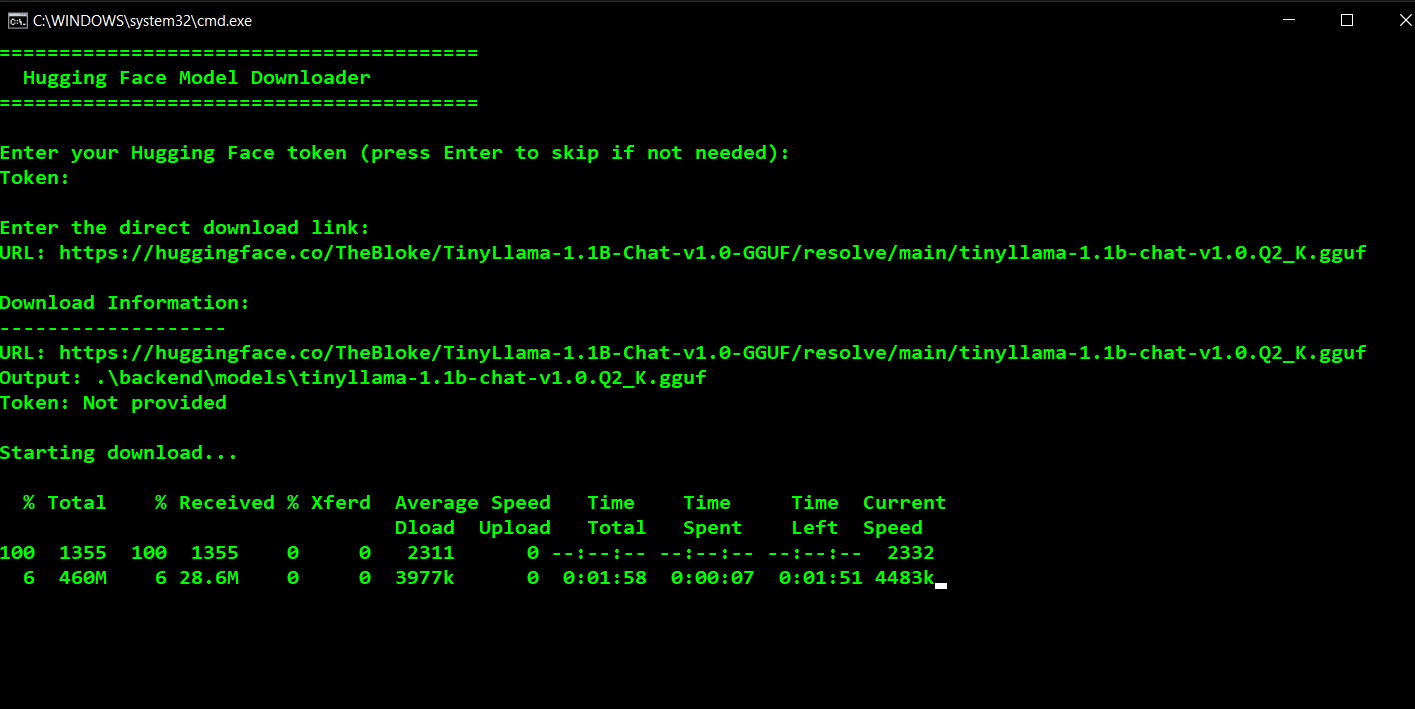 C:\WINDOWS\system32\cmd.exe
========================================
  Hugging Face Model Downloader
========================================

Enter your Hugging Face token (press Enter to skip if not needed):
Token:

Enter the direct download link:
URL: https://huggingface.co/TheBloke/TinyLlama-1.1B-Chat-v1.0-GGUF/resolve/main/tinyllama-1.1b-chat-v1.0.Q2_K.gguf

Download Information:
-------------------
URL: https://huggingface.co/TheBloke/TinyLlama-1.1B-Chat-v1.0-GGUF/resolve/main/tinyllama-1.1b-chat-v1.0.Q2_K.gguf
Output: .\backend\models\tinyllama-1.1b-chat-v1.0.Q2_K.gguf
Token: Not provided

Starting download...

  % Total    % Received % Xferd  Average Speed   Time    Time     Time  Current
                                 Dload  Upload   Total   Spent    Left  Speed
100  1355  100  1355    0     0   2311      0 --:--:-- --:--:-- --:--:--  2332
  6  460M    6 28.6M    0     0  3977k      0  0:01:58  0:00:07  0:01:51 4483k